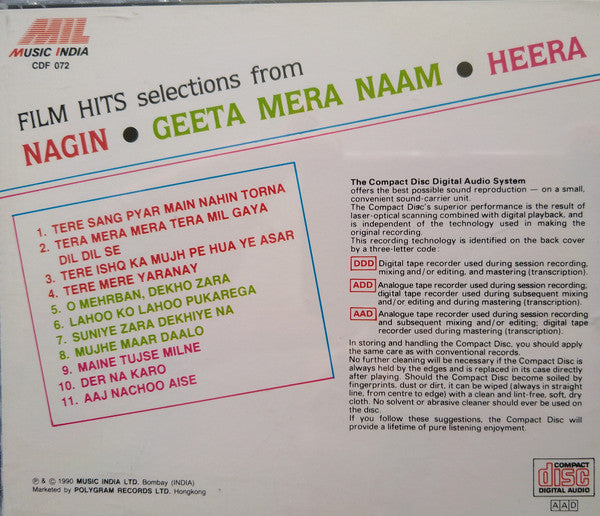 MIL
MUSIC INDIA
CDF 072
FILM HITS selections from
NAGIN • GEETA MERA NAAM • HEERA
1. TERE SANG PYAR MAIN NAHIN TORNA
2. TERA MERA MERA TERA MIL GAYA
DIL DIL SE
3. TERE ISHQ KA MUJH PE HUA YE ASAR
4. TERE MERE YARANAY
5. O MEHRBAN, DEKHO ZARA
6. LAHOO KO LAHOO PUKAREGA
7. SUNIYE ZARA DEKHIYE NA
8. MUJHE MAAR DAALO
9. MAINE TUJSE MILNE
10. DER NA KARO
11. AAJ NACHOO AISE
The Compact Disc Digital Audio System
offers the best possible sound reproduction — on a small,
convenient sound-carrier unit.
The Compact Disc's superior performance is the result of
laser-optical scanning combined with digital playback, and
is independent of the technology used in making the
original recording.
This recording technology is identified on the back cover
by a three-letter code:
DDD Digital tape recorder used during session recording,
mixing and/or editing, and mastering (transcription).
ADD Analogue tape recorder used during session recording;
digital tape recorder used during subsequent mixing
and/or editing and during mastering (transcription).
AAD Analogue tape recorder used during session recording
and subsequent mixing and/or editing; digital tape
recorder used during mastering (transcription).
In storing and handling the Compact Disc, you should apply
the same care as with conventional records.
No further cleaning will be necessary if the Compact Disc is
always held by the edges and is replaced in its case directly
after playing. Should the Compact Disc become soiled by
fingerprints, dust or dirt, it can be wiped (always in straight
line, from centre to edge) with a clean and lint-free, soft, dry
cloth. No solvent or abrasive cleaner should ever be used on
the disc.
If you follow these suggestions, the Compact Disc will
provide a lifetime of pure listening enjoyment.
℗ & © 1990 MUSIC INDIA LTD. Bombay (INDIA)
Marketed by POLYGRAM RECORDS LTD. Hongkong
COMPACT
disc
DIGITAL AUDIO
AAD